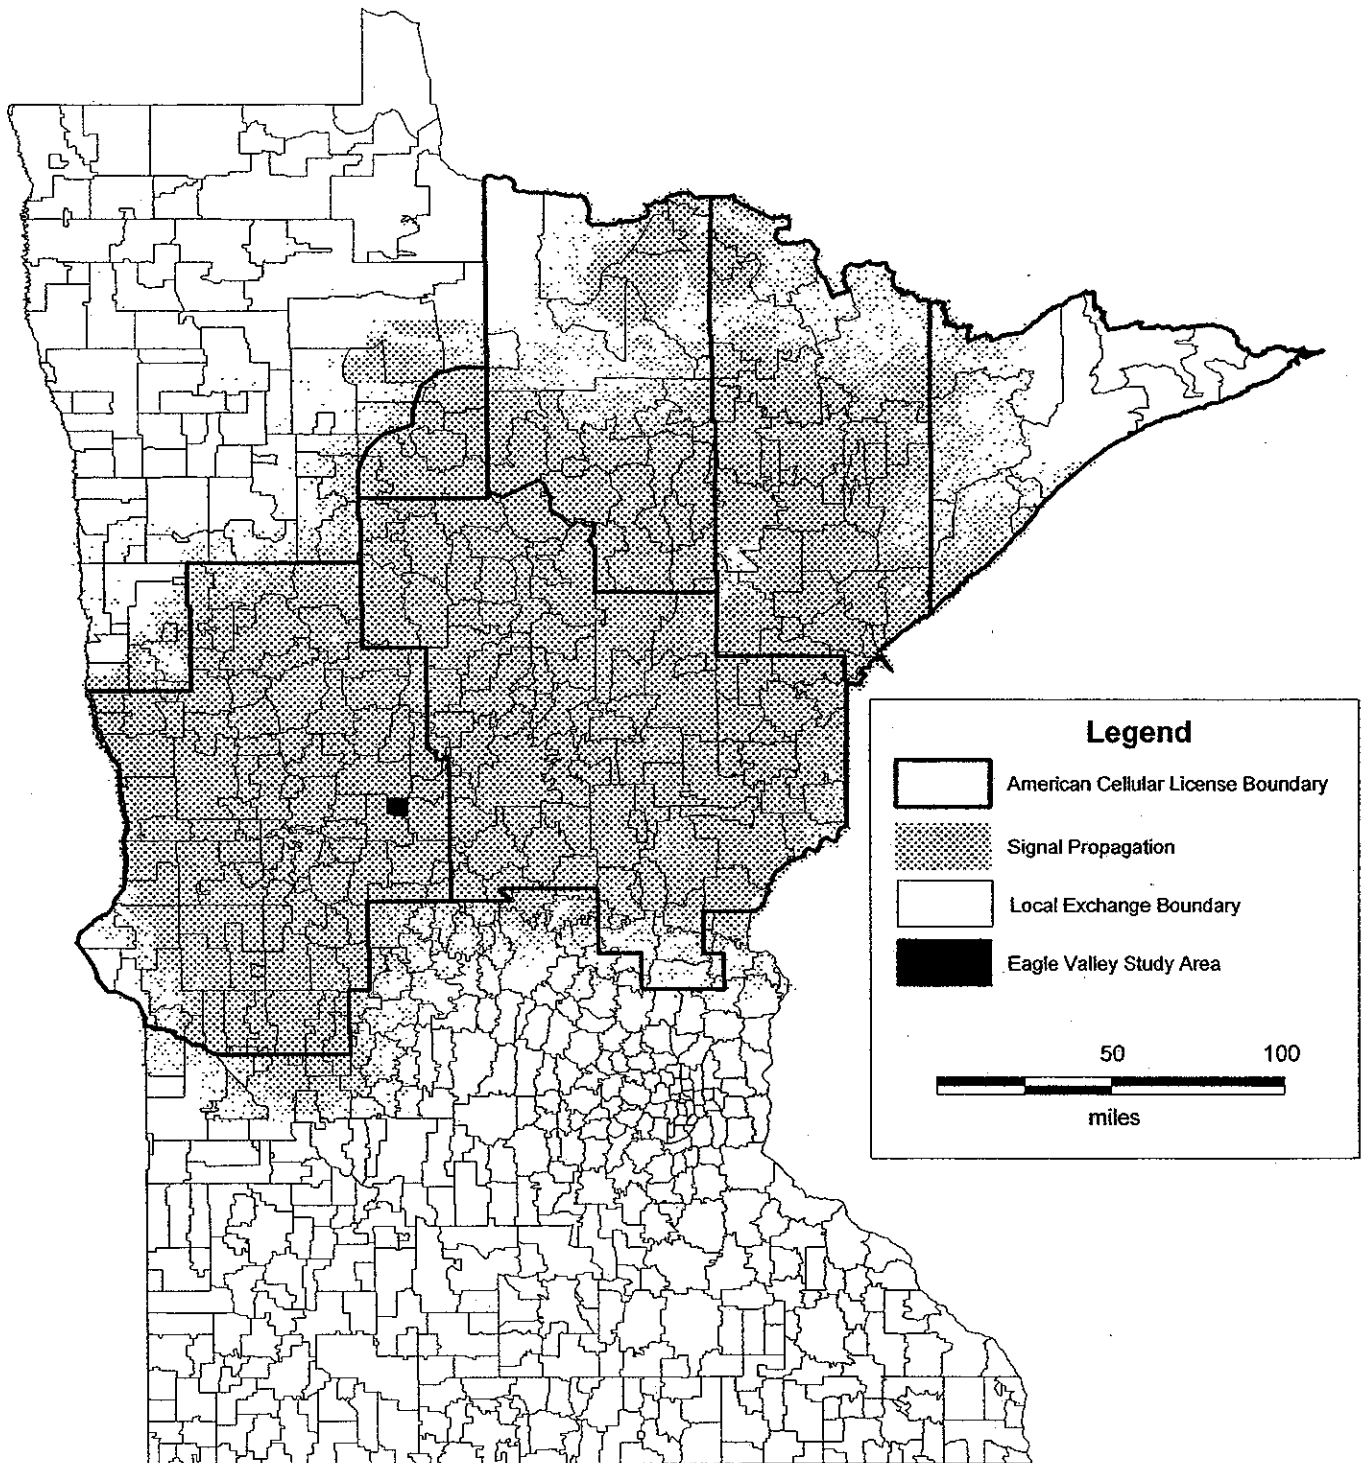 Legend
American Cellular License Boundary
Signal Propagation
Local Exchange Boundary
Eagle Valley Study Area
50 100
miles